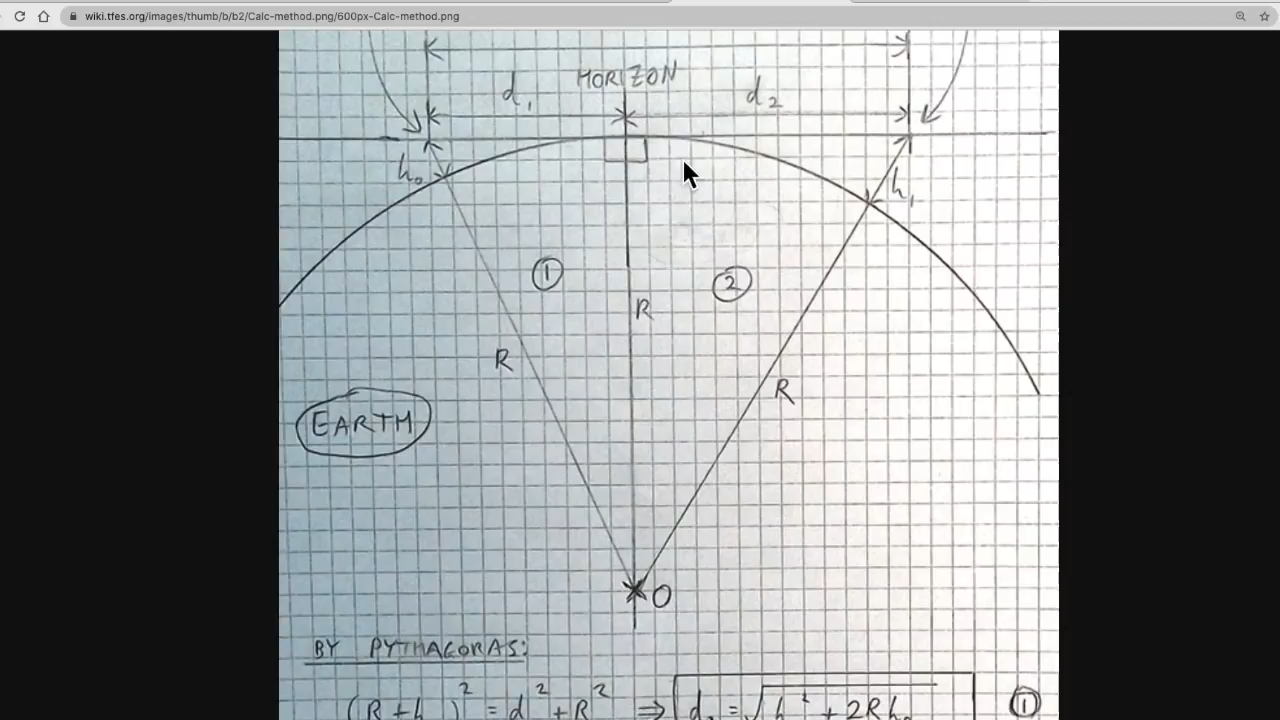 wiki.tfes.org/images/thumb/b/b2/Calc-method.png/600px-Calc-method.png
HORIZON
d₁ d₂
h₀ h₁
① ②
R
R R
EARTH
O
BY PYTHAGORAS: